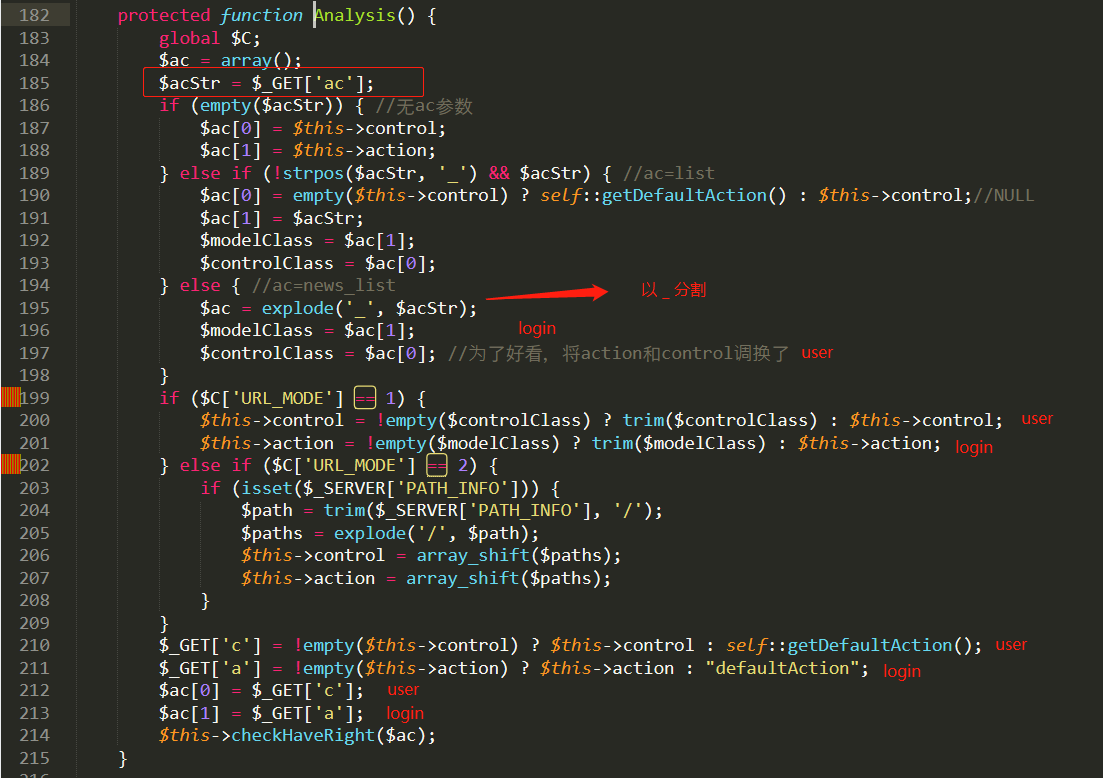 182 protected function Analysis() {
183 global $C;
184 $ac = array();
185 $acStr = $_GET['ac'];
186 if (empty($acStr)) { //无ac参数
187 $ac[0] = $this->control;
188 $ac[1] = $this->action;
189 } else if (!strpos($acStr, '_') && $acStr) { //ac=list
190 $ac[0] = empty($this->control) ? self::getDefaultAction() : $this->control;//NULL
191 $ac[1] = $acStr;
192 $modelClass = $ac[1];
193 $controlClass = $ac[0];
194 } else { //ac=news_list 以 _ 分割
195 $ac = explode('_', $acStr);
196 $modelClass = $ac[1]; login
197 $controlClass = $ac[0]; //为了好看，将action和control调换了 user
198 }
199 if ($C['URL_MODE'] == 1) {
200 $this->control = !empty($controlClass) ? trim($controlClass) : $this->control; user
201 $this->action = !empty($modelClass) ? trim($modelClass) : $this->action; login
202 } else if ($C['URL_MODE'] == 2) {
203 if (isset($_SERVER['PATH_INFO'])) {
204 $path = trim($_SERVER['PATH_INFO'], '/');
205 $paths = explode('/', $path);
206 $this->control = array_shift($paths);
207 $this->action = array_shift($paths);
208 }
209 }
210 $_GET['c'] = !empty($this->control) ? $this->control : self::getDefaultAction(); user
211 $_GET['a'] = !empty($this->action) ? $this->action : "defaultAction"; login
212 $ac[0] = $_GET['c']; user
213 $ac[1] = $_GET['a']; login
214 $this->checkHaveRight($ac);
215 }